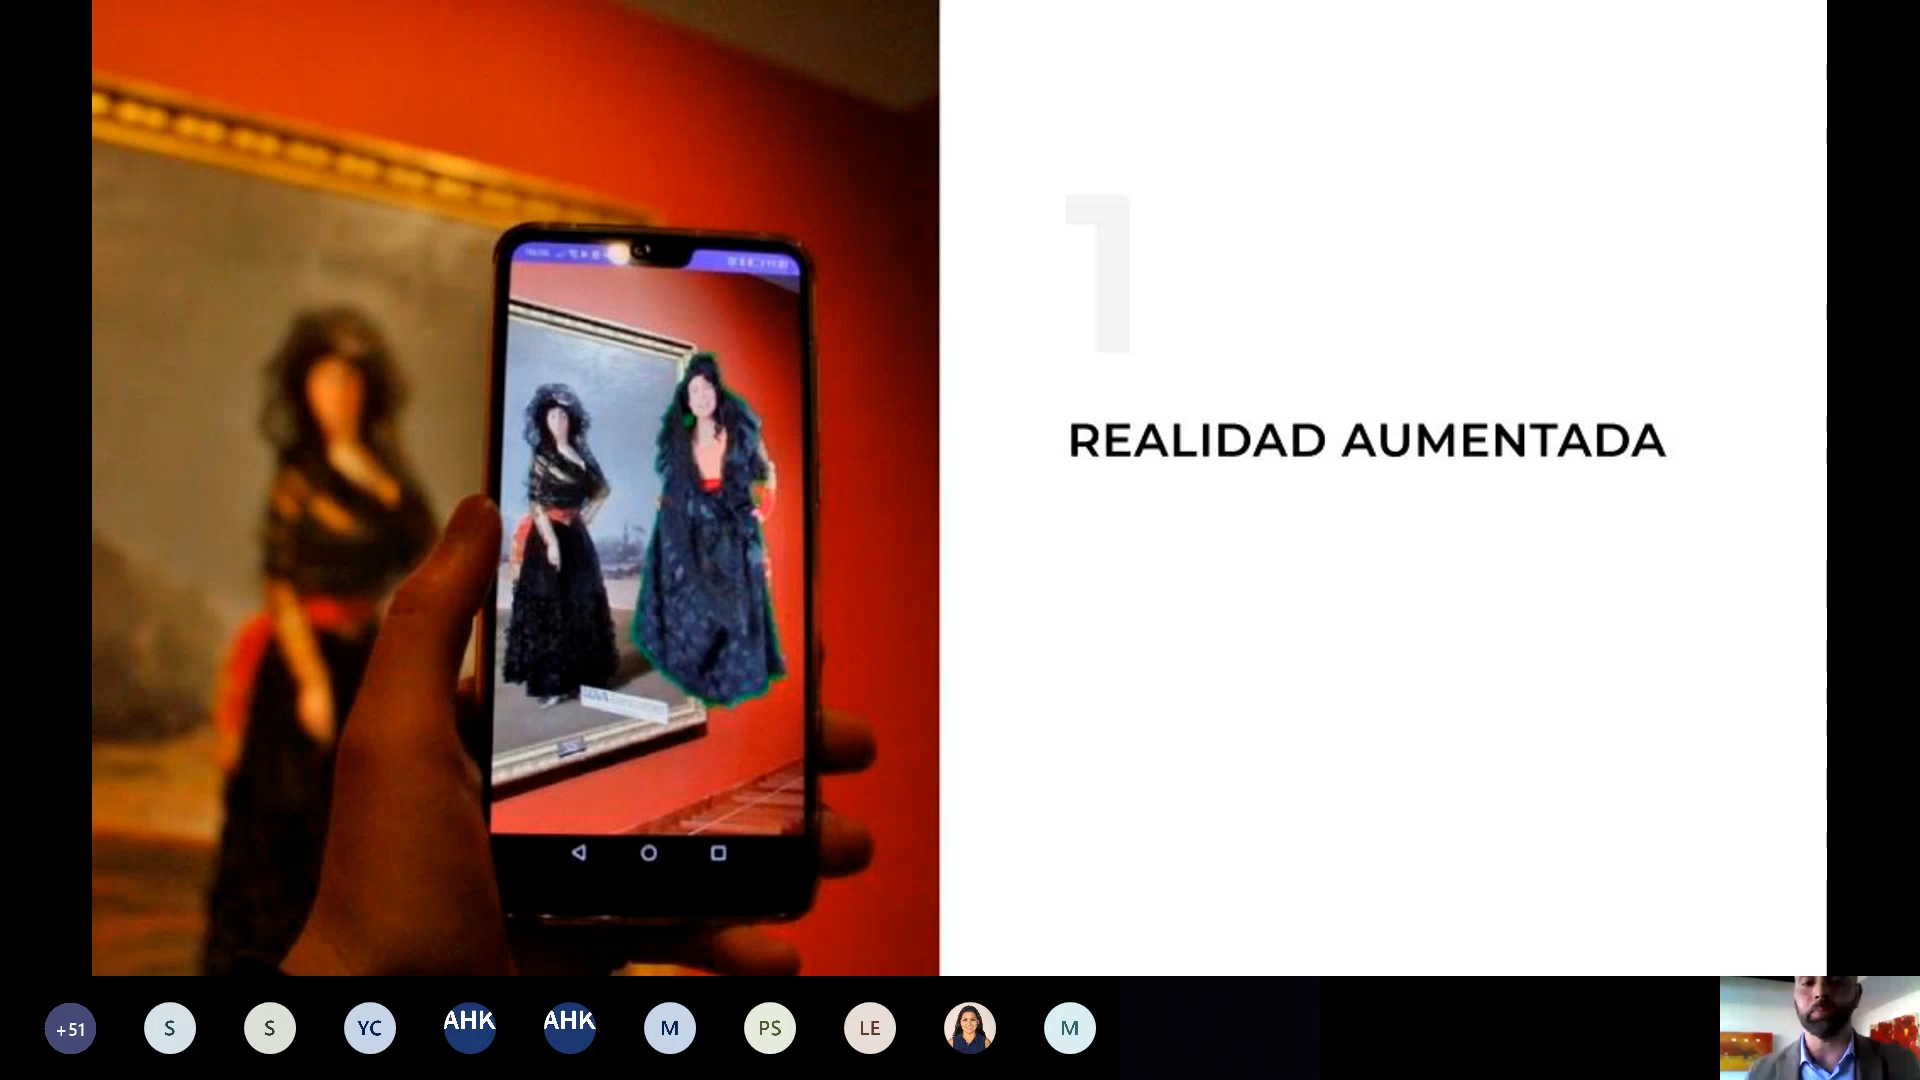 1
REALIDAD AUMENTADA
+51
S
S
YC
AHK
AHK
M
PS
LE
M